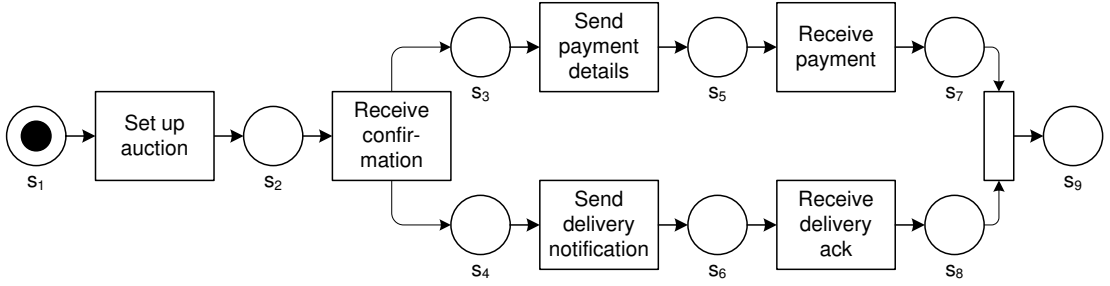 Send
payment
details
Receive
payment
s3
s5
s7
Set up
auction
Receive
confir-
mation
s1
s2
s9
Send
delivery
notification
Receive
delivery
ack
s4
s6
s8